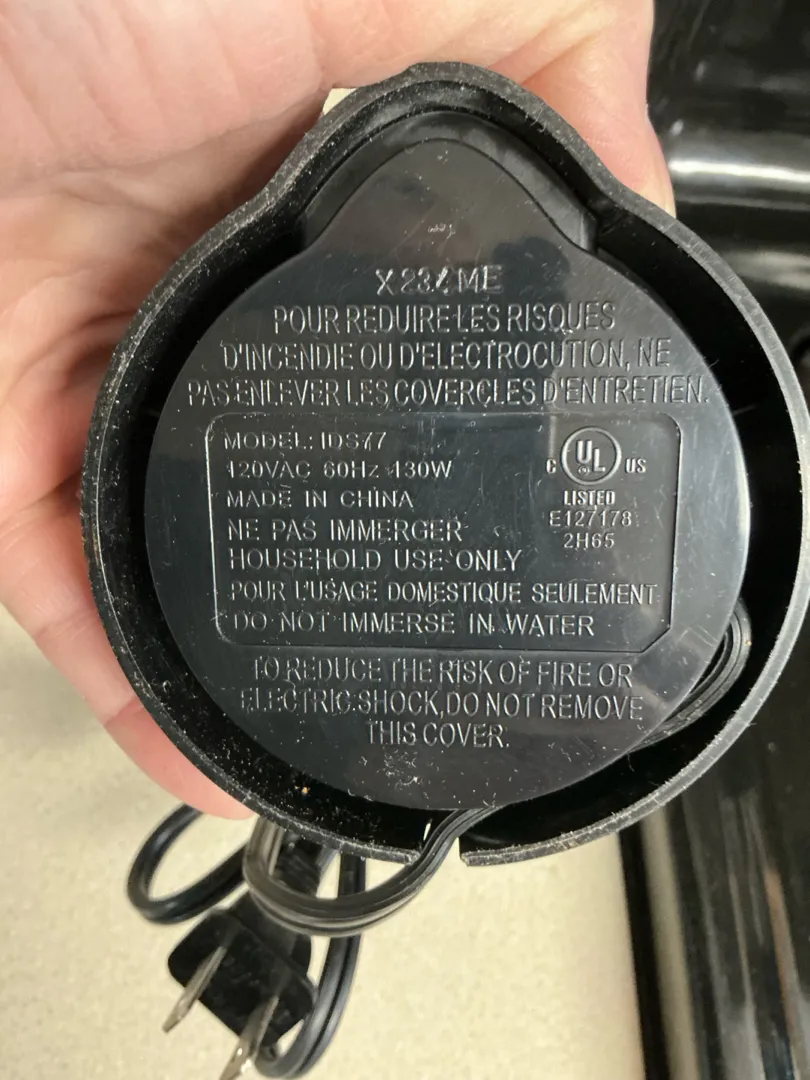 ME
POUR REDUIRE LES RISQUES
D'INCENDIE OU D'ELECTROCUTION, NE
PAS ENLEVER LES COVERCLES D'ENTRETIEN.
MODEL: IDS77
120VAC 60Hz 130W
MADE IN CHINA
NE PAS IMMERGER
HOUSEHOLD USE ONLY
POUR L'USAGE DOMESTIQUE SEULEMENT
DO NOT IMMERSE IN WATER
C UL US
LISTED
E127178
2H65
TO REDUCE THE RISK OF FIRE OR
ELECTRIC SHOCK, DO NOT REMOVE
THIS COVER.